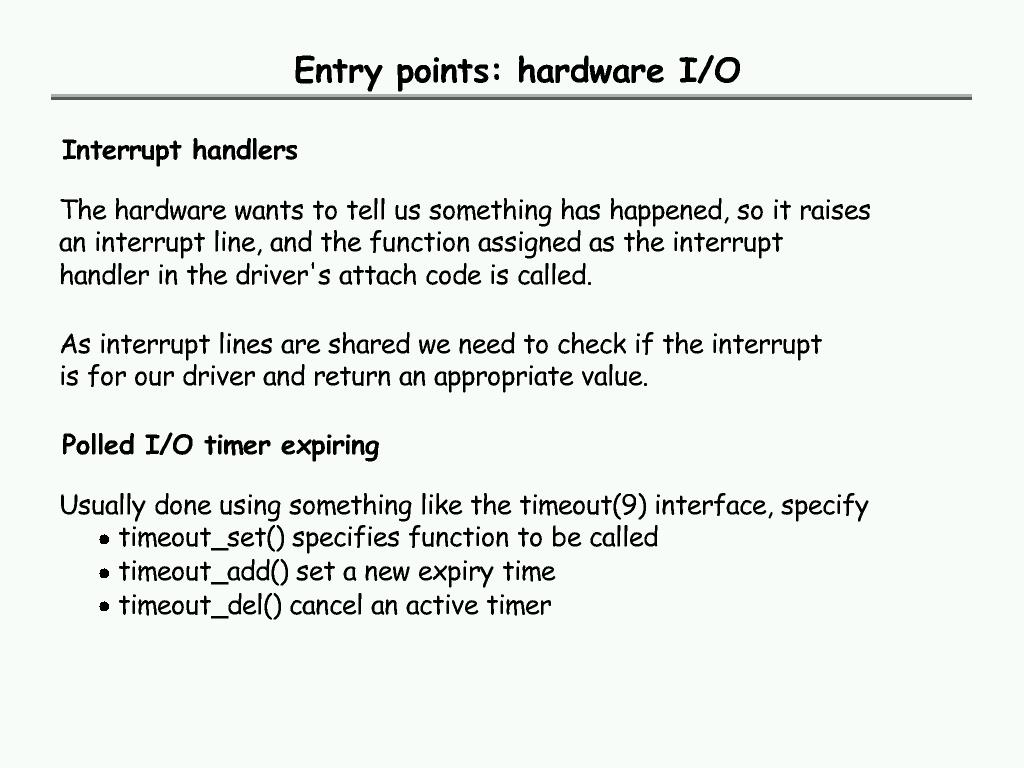 Entry points: hardware I/O
Interrupt handlers
The hardware wants to tell us something has happened, so it raises
an interrupt line, and the function assigned as the interrupt
handler in the driver's attach code is called.
As interrupt lines are shared we need to check if the interrupt
is for our driver and return an appropriate value.
Polled I/O timer expiring
Usually done using something like the timeout(9) interface, specify
• timeout_set() specifies function to be called
• timeout_add() set a new expiry time
• timeout_del() cancel an active timer